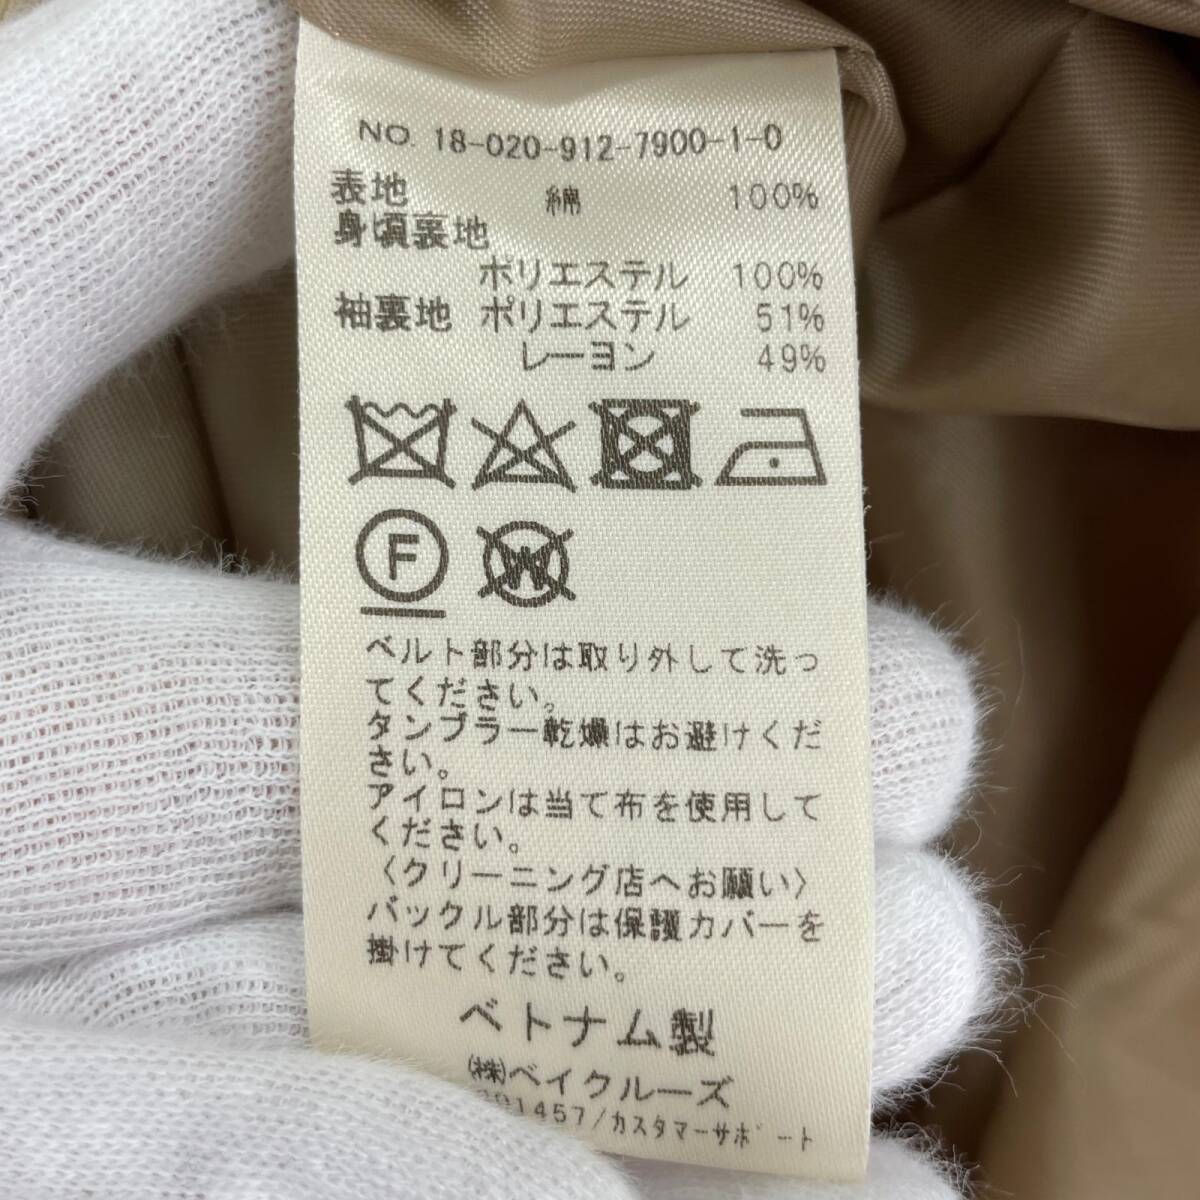 NO. 18-020-912-7900-1-0
表地 綿 100%
身頃裏地
ポリエステル 100%
袖裏地 ポリエステル 51%
レーヨン 49%
F
W
ベルト部分は取り外して洗っ
てください。
タンブラー乾燥はお避けくだ
さい。
アイロンは当て布を使用して
ください。
〈クリーニング店へお願い〉
バックル部分は保護カバーを
掛けてください。
ベトナム製
㈱ベイクルーズ
91457/カスタマーサポート